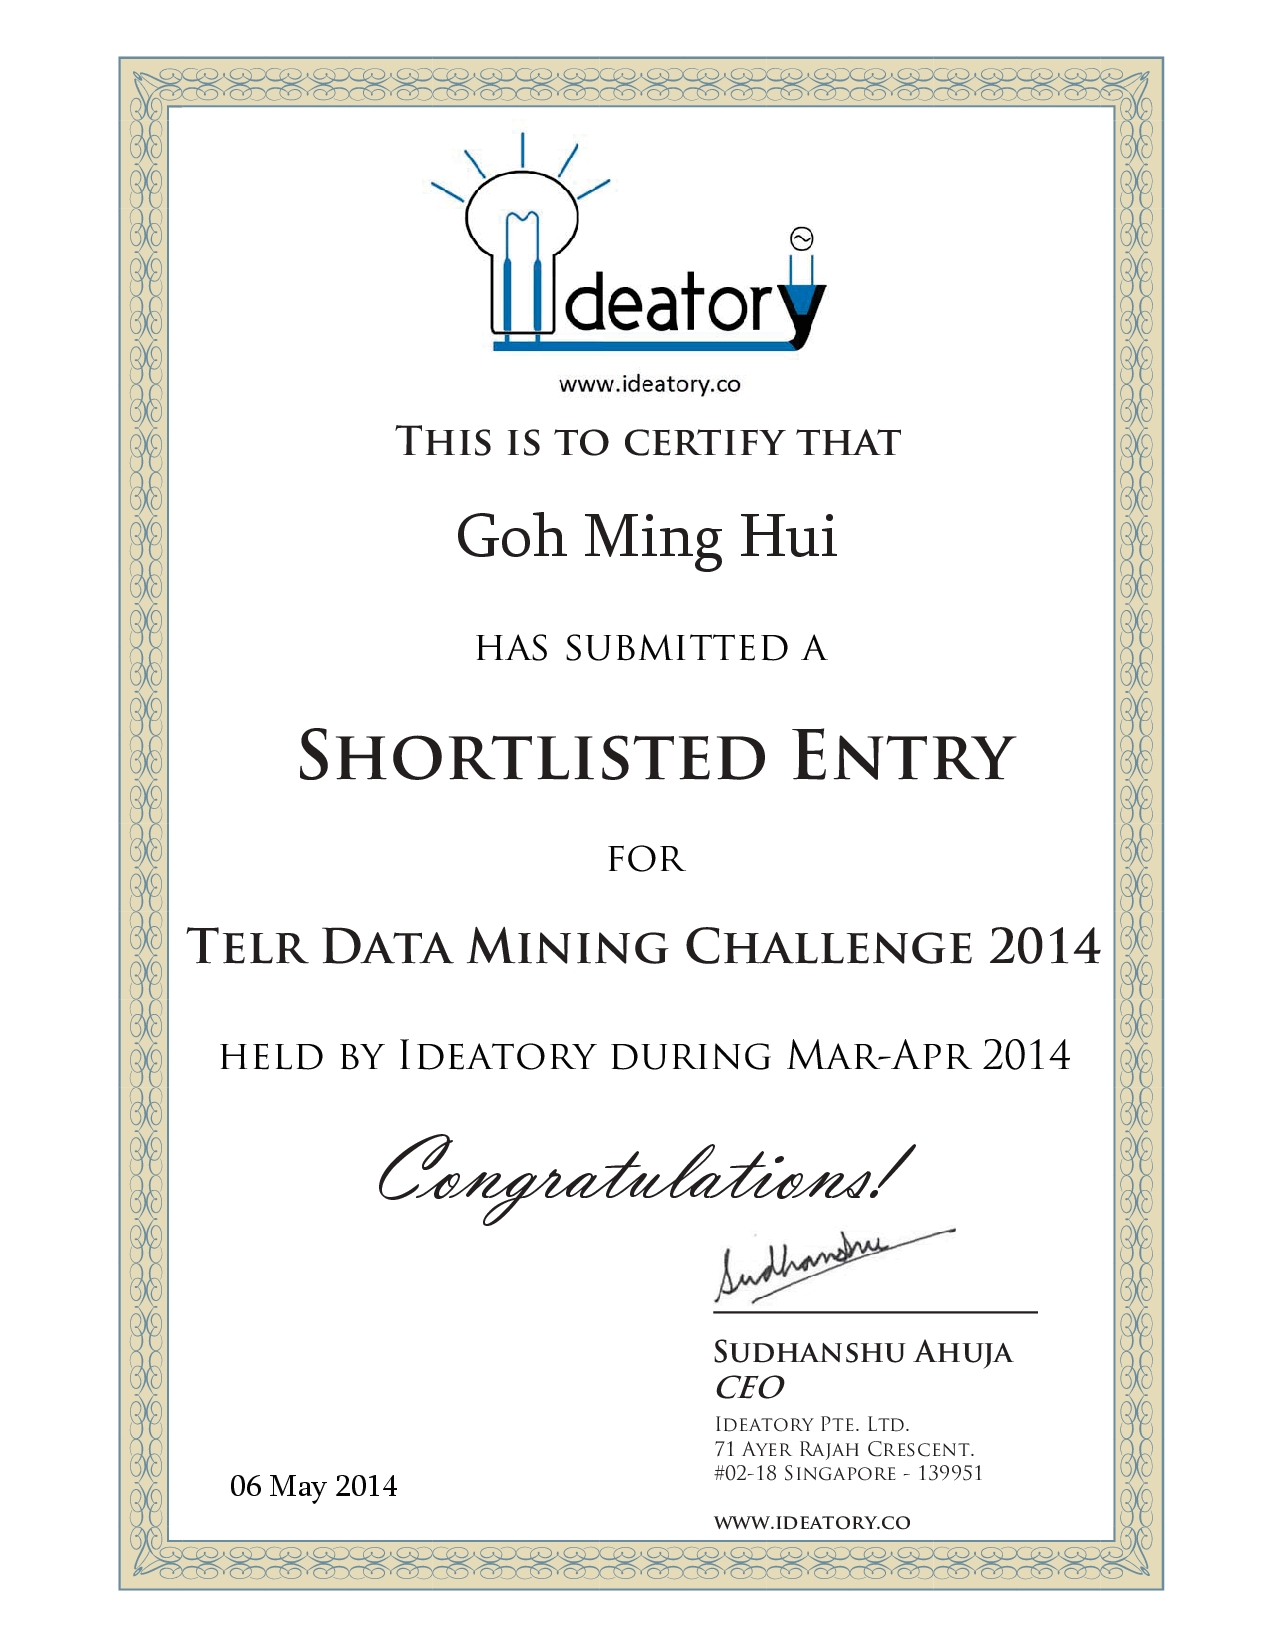 Ideatory
www.ideatory.co
This is to certify that
Goh Ming Hui
has submitted a
Shortlisted Entry
for
Telr Data Mining Challenge 2014
held by Ideatory during Mar-Apr 2014
Congratulations!
Sudhanshu
Sudhanshu Ahuja
CEO
Ideatory Pte. Ltd.
71 Ayer Rajah Crescent.
#02-18 Singapore - 139951
06 May 2014
www.ideatory.co